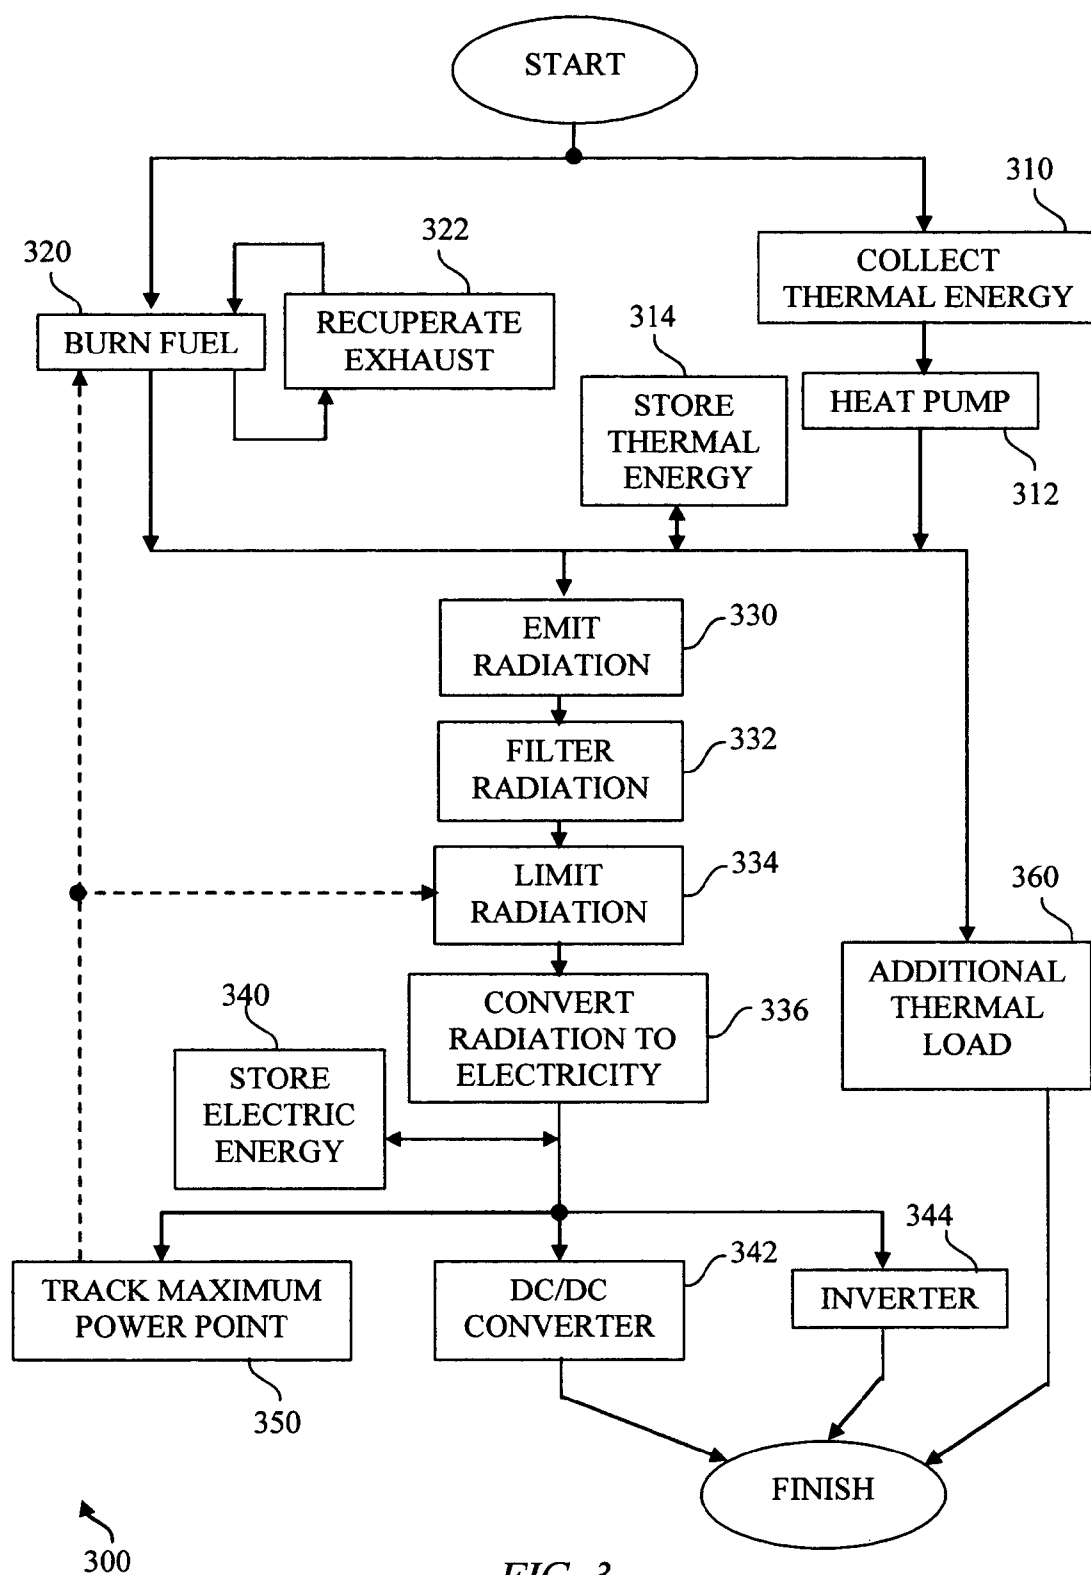 START
310
COLLECT
THERMAL ENERGY
320
322
BURN FUEL
RECUPERATE
EXHAUST
314
STORE
THERMAL
ENERGY
HEAT PUMP
312
EMIT
RADIATION
330
FILTER
RADIATION
332
LIMIT
RADIATION
334
360
ADDITIONAL
THERMAL
LOAD
CONVERT
RADIATION TO
ELECTRICITY
336
340
STORE
ELECTRIC
ENERGY
344
342
TRACK MAXIMUM
POWER POINT
DC/DC
CONVERTER
INVERTER
350
FINISH
300
FIG. 3